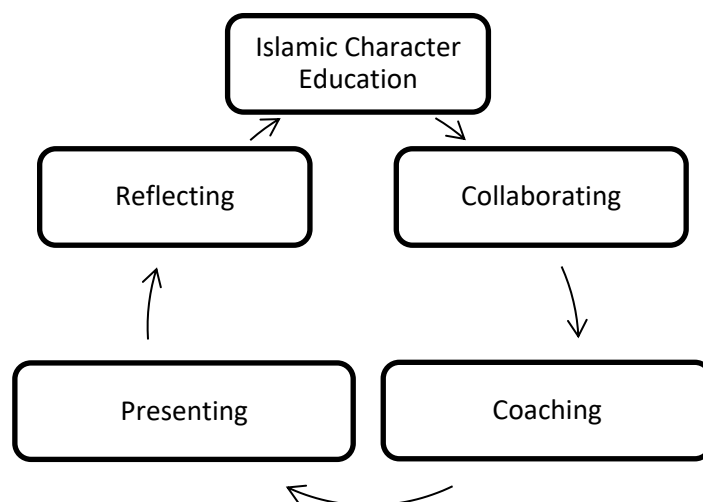 Islamic Character
Education
Reflecting
Collaborating
Presenting
Coaching